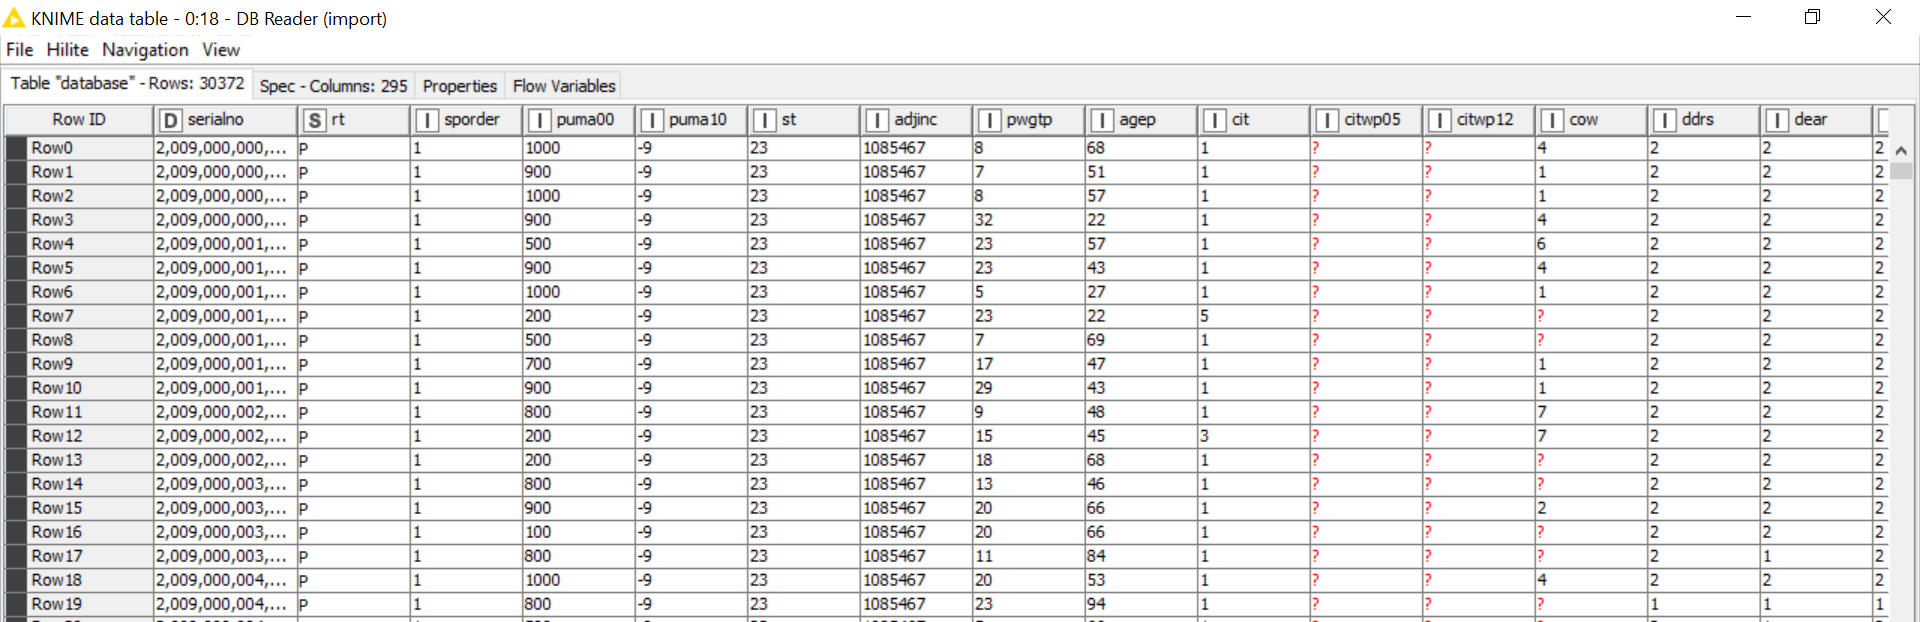 KNIME data table - 0:18 - DB Reader (import)
File Hilite Navigation View
Table "database" - Rows: 30372 Spec - Columns: 295 Properties Flow Variables
Row ID D serialno S rt I sporder I puma00 I puma10 I st I adjinc I pwgtp I agep I cit I citwp05 I citwp12 I cow I ddrs I dear
Row0 2,009,000,000,... P 1 1000 -9 23 1085467 8 68 1 ? ? 4 2 2 2
Row1 2,009,000,000,... P 1 900 -9 23 1085467 7 51 1 ? ? 1 2 2 2
Row2 2,009,000,000,... P 1 1000 -9 23 1085467 8 57 1 ? ? 1 2 2 2
Row3 2,009,000,000,... P 1 900 -9 23 1085467 32 22 1 ? ? 4 2 2 2
Row4 2,009,000,001,... P 1 500 -9 23 1085467 23 57 1 ? ? 6 2 2 2
Row5 2,009,000,001,... P 1 900 -9 23 1085467 23 43 1 ? ? 4 2 2 2
Row6 2,009,000,001,... P 1 1000 -9 23 1085467 5 27 1 ? ? 1 2 2 2
Row7 2,009,000,001,... P 1 200 -9 23 1085467 23 22 5 ? ? ? 2 2 2
Row8 2,009,000,001,... P 1 500 -9 23 1085467 7 69 1 ? ? ? 2 2 2
Row9 2,009,000,001,... P 1 700 -9 23 1085467 17 47 1 ? ? 1 2 2 2
Row10 2,009,000,001,... P 1 900 -9 23 1085467 29 43 1 ? ? 1 2 2 2
Row11 2,009,000,002,... P 1 800 -9 23 1085467 9 48 1 ? ? 7 2 2 2
Row12 2,009,000,002,... P 1 200 -9 23 1085467 15 45 3 ? ? 7 2 2 2
Row13 2,009,000,002,... P 1 200 -9 23 1085467 18 68 1 ? ? ? 2 2 2
Row14 2,009,000,003,... P 1 800 -9 23 1085467 13 46 1 ? ? ? 2 2 2
Row15 2,009,000,003,... P 1 900 -9 23 1085467 20 66 1 ? ? 2 2 2 2
Row16 2,009,000,003,... P 1 100 -9 23 1085467 20 66 1 ? ? ? 2 2 2
Row17 2,009,000,003,... P 1 800 -9 23 1085467 11 84 1 ? ? ? 2 1 2
Row18 2,009,000,004,... P 1 1000 -9 23 1085467 20 53 1 ? ? 4 2 2 2
Row19 2,009,000,004,... P 1 800 -9 23 1085467 23 94 1 ? ? ? 1 1 1